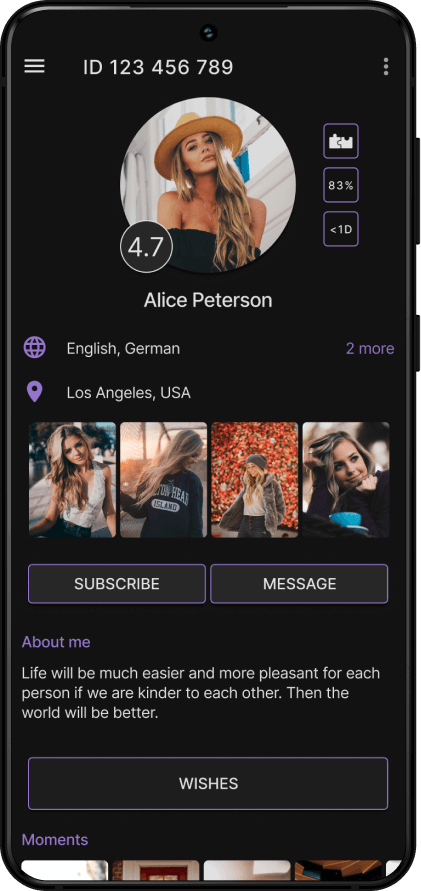 ID 123 456 789
83%
<1D
4.7
Alice Peterson
English, German
2 more
Los Angeles, USA
ISLAND
SUBSCRIBE
MESSAGE
About me
Life will be much easier and more pleasant for each
person if we are kinder to each other. Then the
world will be better.
WISHES
Moments